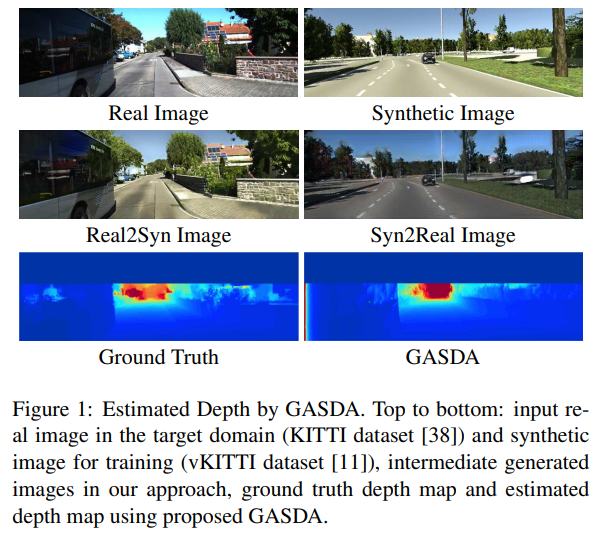 Real Image
Synthetic Image
Real2Syn Image
Syn2Real Image
Ground Truth
GASDA
Figure 1: Estimated Depth by GASDA. Top to bottom: input re-
al image in the target domain (KITTI dataset [38]) and synthetic
image for training (vKITTI dataset [11]), intermediate generated
images in our approach, ground truth depth map and estimated
depth map using proposed GASDA.